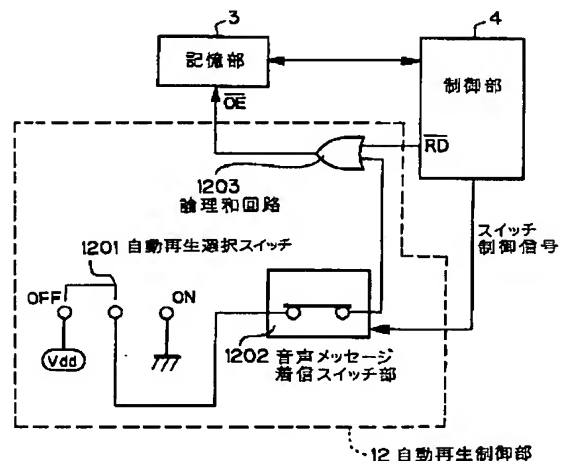 3
4
記憶部
制御部
OE
RD
1203
論理和回路
スイッチ
制御信号
1201 自動再生選択スイッチ
OFF
ON
Vdd
1202 音声メッセージ
着信スイッチ部
12 自動再生制御部